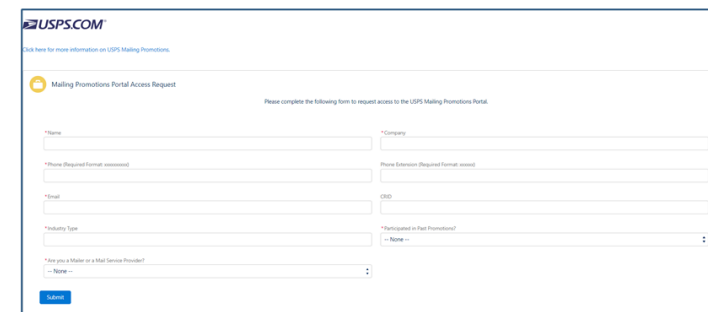 USPS.COM®
Click here for more information on USPS Mailing Promotions.
Mailing Promotions Portal Access Request
Please complete the following form to request access to the USPS Mailing Promotions Portal.
*Name
*Company
*Phone (Required Format: xxxxxxxxxx)
Phone Extension (Required Format: xxxxxx)
*Email
CRID
*Industry Type
*Participated in Past Promotions?
-- None --
*Are you a Mailer or a Mail Service Provider?
-- None --
Submit